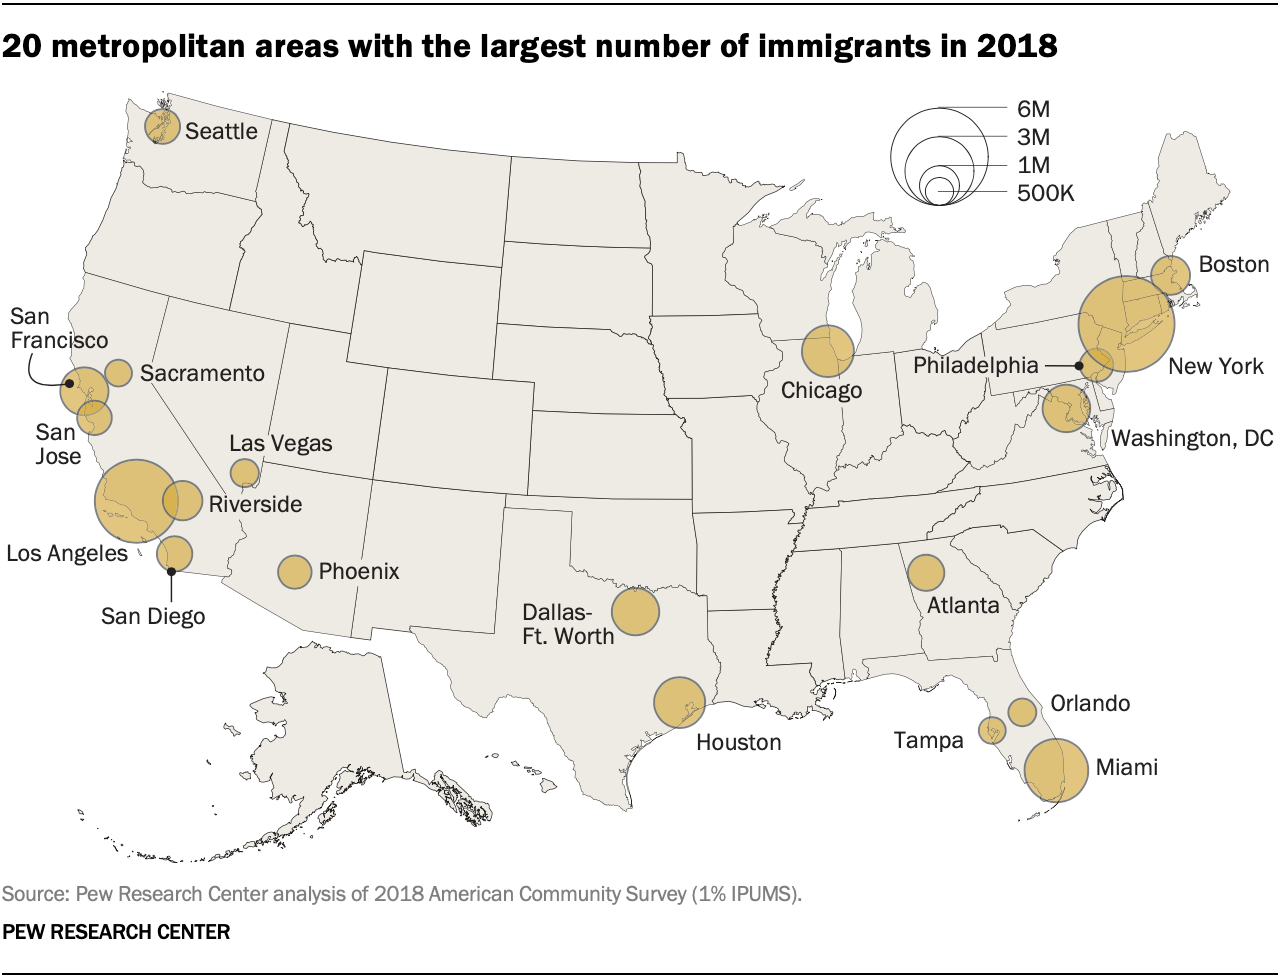 20 metropolitan areas with the largest number of immigrants in 2018
6M
3M
1M
500K
Seattle
Boston
San
Francisco
Sacramento
Chicago
Philadelphia
New York
San
Jose
Las Vegas
Washington, DC
Riverside
Los Angeles
Phoenix
San Diego
Dallas-
Ft. Worth
Atlanta
Houston
Orlando
Tampa
Miami
Source: Pew Research Center analysis of 2018 American Community Survey (1% IPUMS).
PEW RESEARCH CENTER